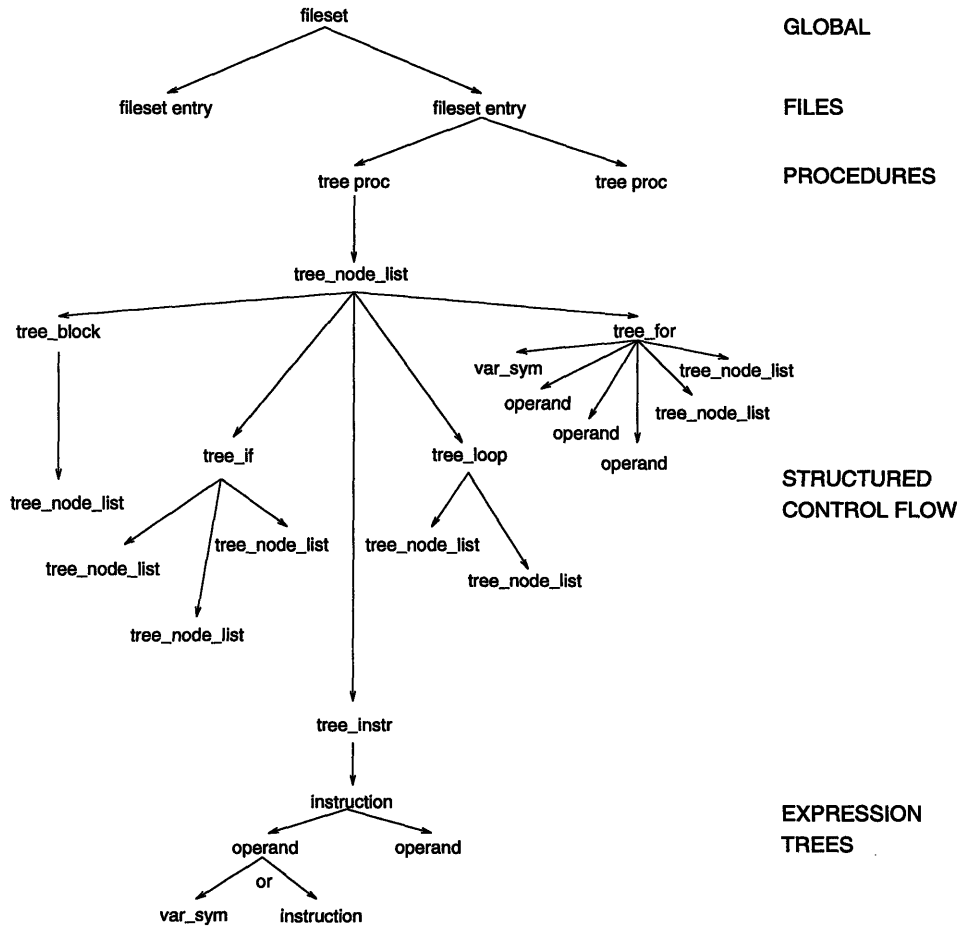 fileset
GLOBAL
fileset entry
fileset entry
FILES
tree proc
tree proc
PROCEDURES
tree_node_list
tree_block
tree_for
var_sym
tree_node_list
operand
tree_node_list
operand
operand
tree_if
tree_loop
STRUCTURED
CONTROL FLOW
tree_node_list
tree_node_list
tree_node_list
tree_node_list
tree_node_list
tree_node_list
tree_instr
instruction
EXPRESSION
TREES
operand
operand
or
var_sym
instruction